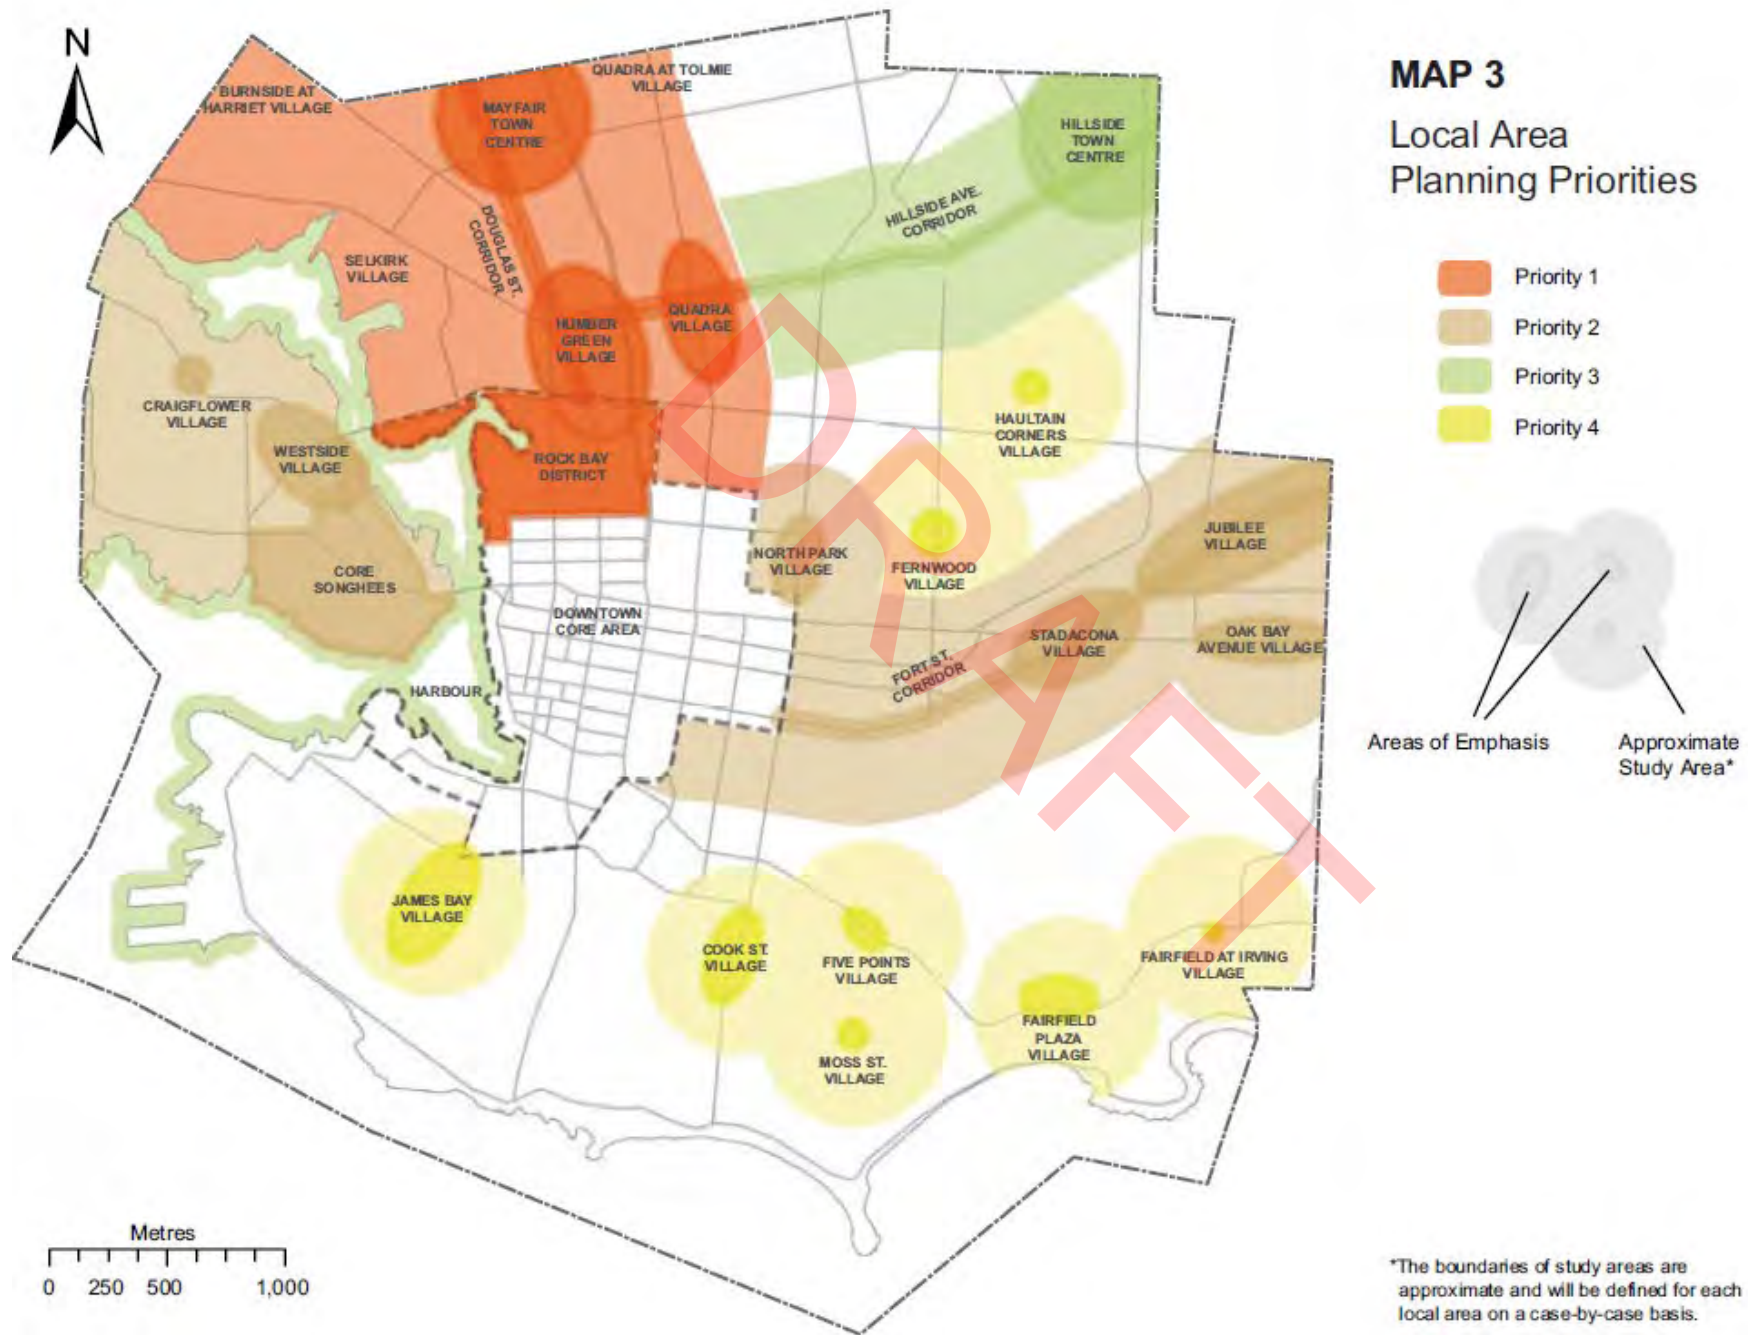 N
BURNSIDE AT
HARRIET VILLAGE
MAYFAIR
TOWN
CENTRE
QUADRA AT TOLMIE
VILLAGE
HILLSIDE
TOWN
CENTRE
HILLSIDE AVE.
CORRIDOR
DOUGLAS ST.
CORRIDOR
SELKIRK
VILLAGE
HUMBER
GREEN
VILLAGE
QUADRA
VILLAGE
CRAIGFLOWER
VILLAGE
WESTSIDE
VILLAGE
ROCK BAY
DISTRICT
HAULTAIN
CORNERS
VILLAGE
CORE
SONGHEES
NORTH PARK
VILLAGE
FERNWOOD
VILLAGE
JUBILEE
VILLAGE
DOWNTOWN
CORE AREA
STADACONA
VILLAGE
OAK BAY
AVENUE VILLAGE
FORT ST.
CORRIDOR
HARBOUR
JAMES BAY
VILLAGE
COOK ST.
VILLAGE
FIVE POINTS
VILLAGE
FAIRFIELD AT IRVING
VILLAGE
FAIRFIELD
PLAZA
VILLAGE
MOSS ST.
VILLAGE
DRAFT
Metres
0 250 500 1,000
MAP 3
Local Area
Planning Priorities
Priority 1
Priority 2
Priority 3
Priority 4
Areas of Emphasis
Approximate
Study Area*
*The boundaries of study areas are
approximate and will be defined for each
local area on a case-by-case basis.